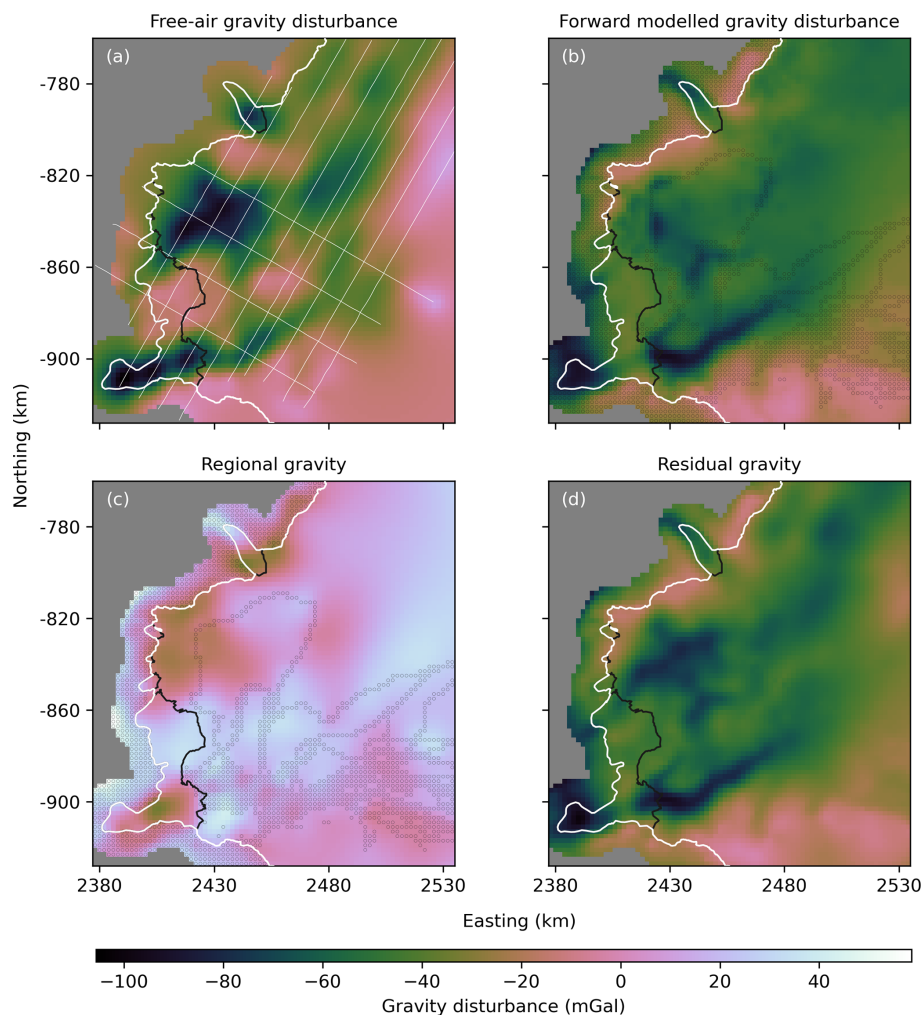 Free-air gravity disturbance
Forward modelled gravity disturbance
(a)
(b)
-780
-820
-860
-900
Northing (km)
Regional gravity
Residual gravity
(c)
(d)
-780
-820
-860
-900
2380 2430 2480 2530
2380 2430 2480 2530
Easting (km)
−100 −80 −60 −40 −20 0 20 40
Gravity disturbance (mGal)